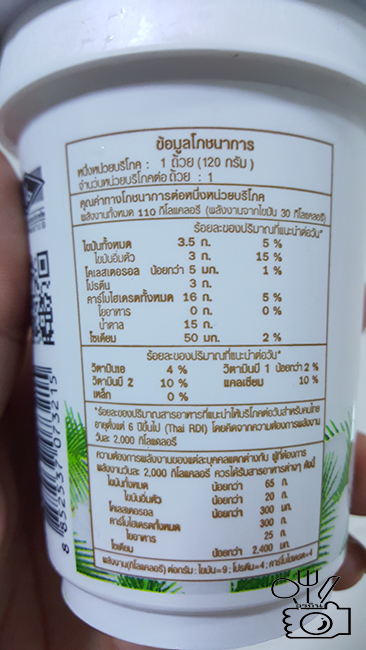 ข้อมูลโภชนาการ
หนึ่งหน่วยบริโภค : 1 ถ้วย (120 กรัม)
จำนวนหน่วยบริโภคต่อ ถ้วย : 1
คุณค่าทางโภชนาการต่อหนึ่งหน่วยบริโภค
พลังงานทั้งหมด 110 กิโลแคลอรี (พลังงานจากไขมัน 30 กิโลแคลอรี)
ร้อยละของปริมาณที่แนะนำต่อวัน*
ไขมันทั้งหมด 3.5 ก. 5 %
ไขมันอิ่มตัว 3 ก. 15 %
โคเลสเตอรอล น้อยกว่า 5 มก. 1 %
โปรตีน 3 ก.
คาร์โบไฮเดรตทั้งหมด 16 ก. 5 %
ใยอาหาร 0 ก. 0 %
น้ำตาล 15 ก.
โซเดียม 50 มก. 2 %
ร้อยละของปริมาณที่แนะนำต่อวัน*
วิตามินเอ 4 % วิตามินบี 1 น้อยกว่า 2 %
วิตามินบี 2 10 % แคลเซียม 10 %
เหล็ก 0 %
*ร้อยละของปริมาณสารอาหารที่แนะนำให้บริโภคต่อวันสำหรับคนไทย
อายุตั้งแต่ 6 ปีขึ้นไป (Thai RDI) โดยคิดจากความต้องการพลังงาน
วันละ 2,000 กิโลแคลอรี
ความต้องการพลังงานของแต่ละบุคคลแตกต่างกัน ผู้ที่ต้องการ
พลังงานวันละ 2,000 กิโลแคลอรี ควรได้รับสารอาหารต่างๆ ดังนี้
ไขมันทั้งหมด น้อยกว่า 65 ก.
ไขมันอิ่มตัว น้อยกว่า 20 ก.
โคเลสเตอรอล น้อยกว่า 300 มก.
คาร์โบไฮเดรตทั้งหมด 300 ก.
ใยอาหาร 25 ก.
โซเดียม น้อยกว่า 2,400 มก.
พลังงาน(กิโลแคลอรี) ต่อกรัม : ไขมัน=9 ; โปรตีน=4 ; คาร์โบไฮเดรต=4